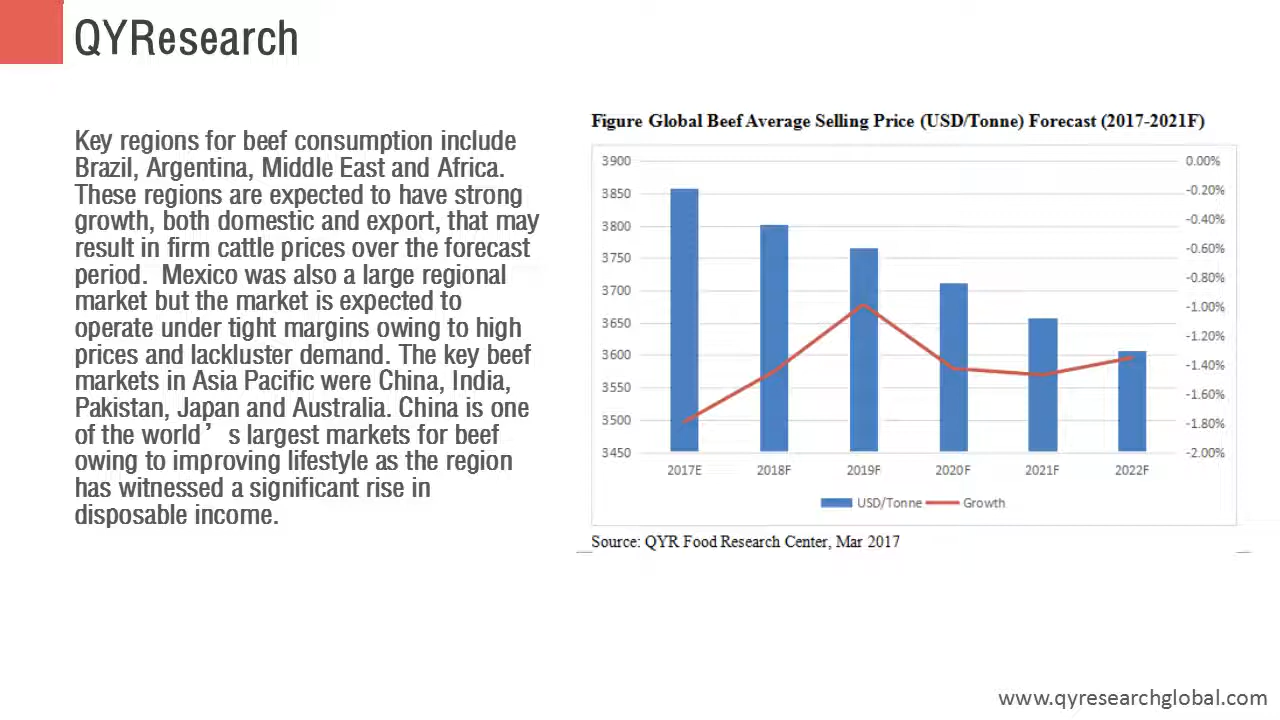 QYResearch
Key regions for beef consumption include
Brazil, Argentina, Middle East and Africa.
These regions are expected to have strong
growth, both domestic and export, that may
result in firm cattle prices over the forecast
period.  Mexico was also a large regional
market but the market is expected to
operate under tight margins owing to high
prices and lackluster demand. The key beef
markets in Asia Pacific were China, India,
Pakistan, Japan and Australia. China is one
of the world’s largest markets for beef
owing to improving lifestyle as the region
has witnessed a significant rise in
disposable income.
Figure Global Beef Average Selling Price (USD/Tonne) Forecast (2017-2021F)
3900 0.00%
3850 -0.20%
3800 -0.40%
3750 -0.60%
3700 -0.80%
3650 -1.00%
3600 -1.20%
3550 -1.40%
3500 -1.60%
3450 -1.80%
-2.00%
2017E 2018F 2019F 2020F 2021F 2022F
USD/Tonne Growth
Source: QYR Food Research Center, Mar 2017
www.qyresearchglobal.com